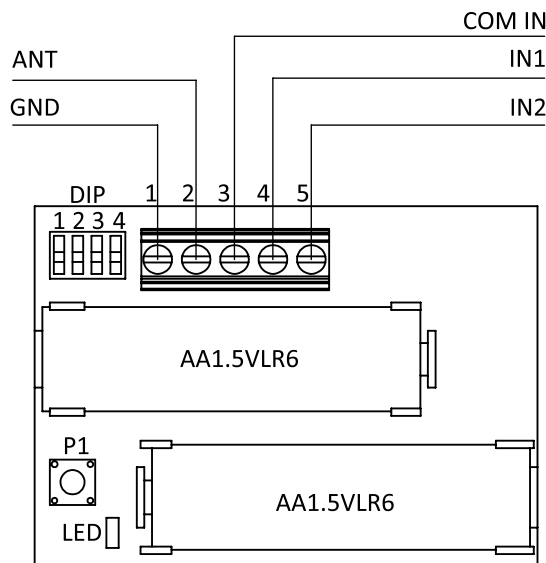 COM IN
ANT
IN1
GND
IN2
DIP
1 2 3 4
1 2 3 4 5
AA1.5VLR6
P1
AA1.5VLR6
LED